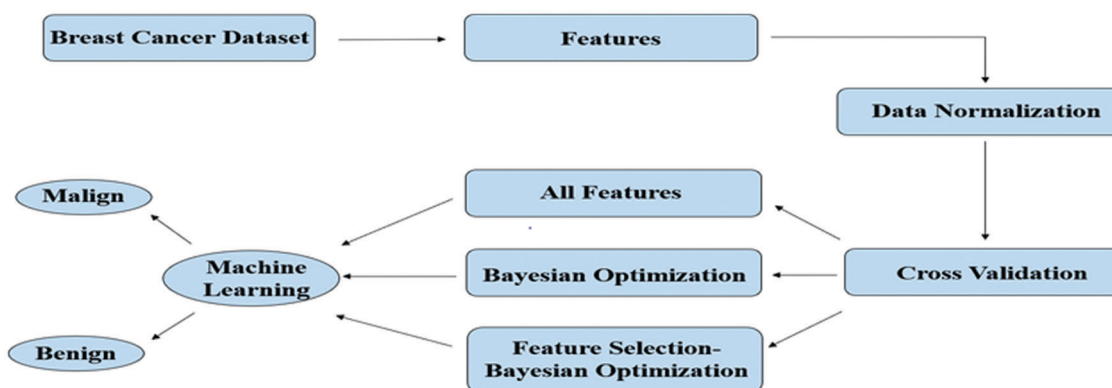 Breast Cancer Dataset
Features
Data Normalization
Malign
All Features
Machine
Learning
Bayesian Optimization
Cross Validation
Benign
Feature Selection-
Bayesian Optimization